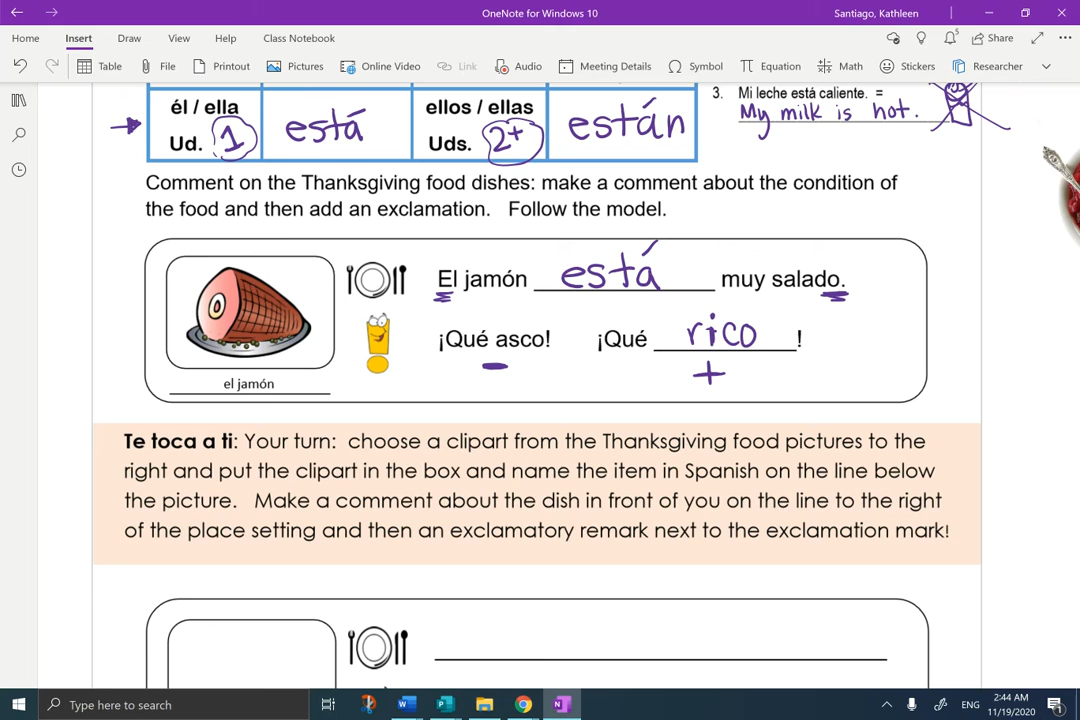 OneNote for Windows 10
Santiago, Kathleen
Home Insert Draw View Help Class Notebook
5 Share
Table File Printout Pictures Online Video Link Audio Meeting Details Symbol Equation Math Stickers Researcher
él / ella
Ud. 1
está
ellos / ellas
Uds. 2+
están
3. Mi leche está caliente. =
My milk is hot.
Comment on the Thanksgiving food dishes: make a comment about the condition of
the food and then add an exclamation. Follow the model.
El jamón está muy salado.
¡Qué asco! ¡Qué rico !
+
el jamón
Te toca a ti: Your turn: choose a clipart from the Thanksgiving food pictures to the
right and put the clipart in the box and name the item in Spanish on the line below
the picture. Make a comment about the dish in front of you on the line to the right
of the place setting and then an exclamatory remark next to the exclamation mark!
Type here to search
ENG
2:44 AM
11/19/2020
1